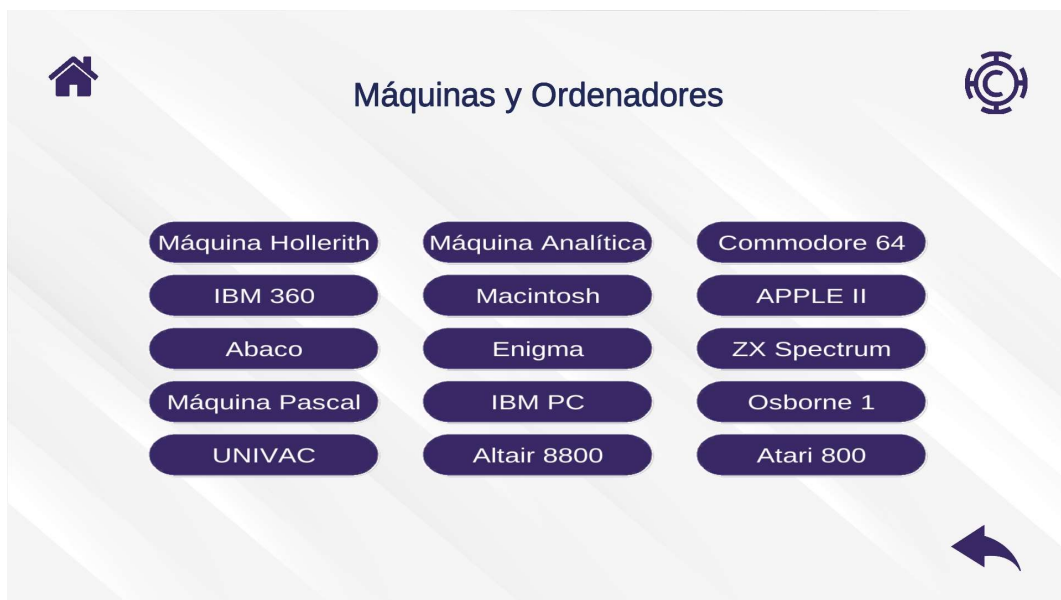 Máquinas y Ordenadores
Máquina Hollerith Máquina Analítica Commodore 64
IBM 360 Macintosh APPLE II
Abaco Enigma ZX Spectrum
Máquina Pascal IBM PC Osborne 1
UNIVAC Altair 8800 Atari 800